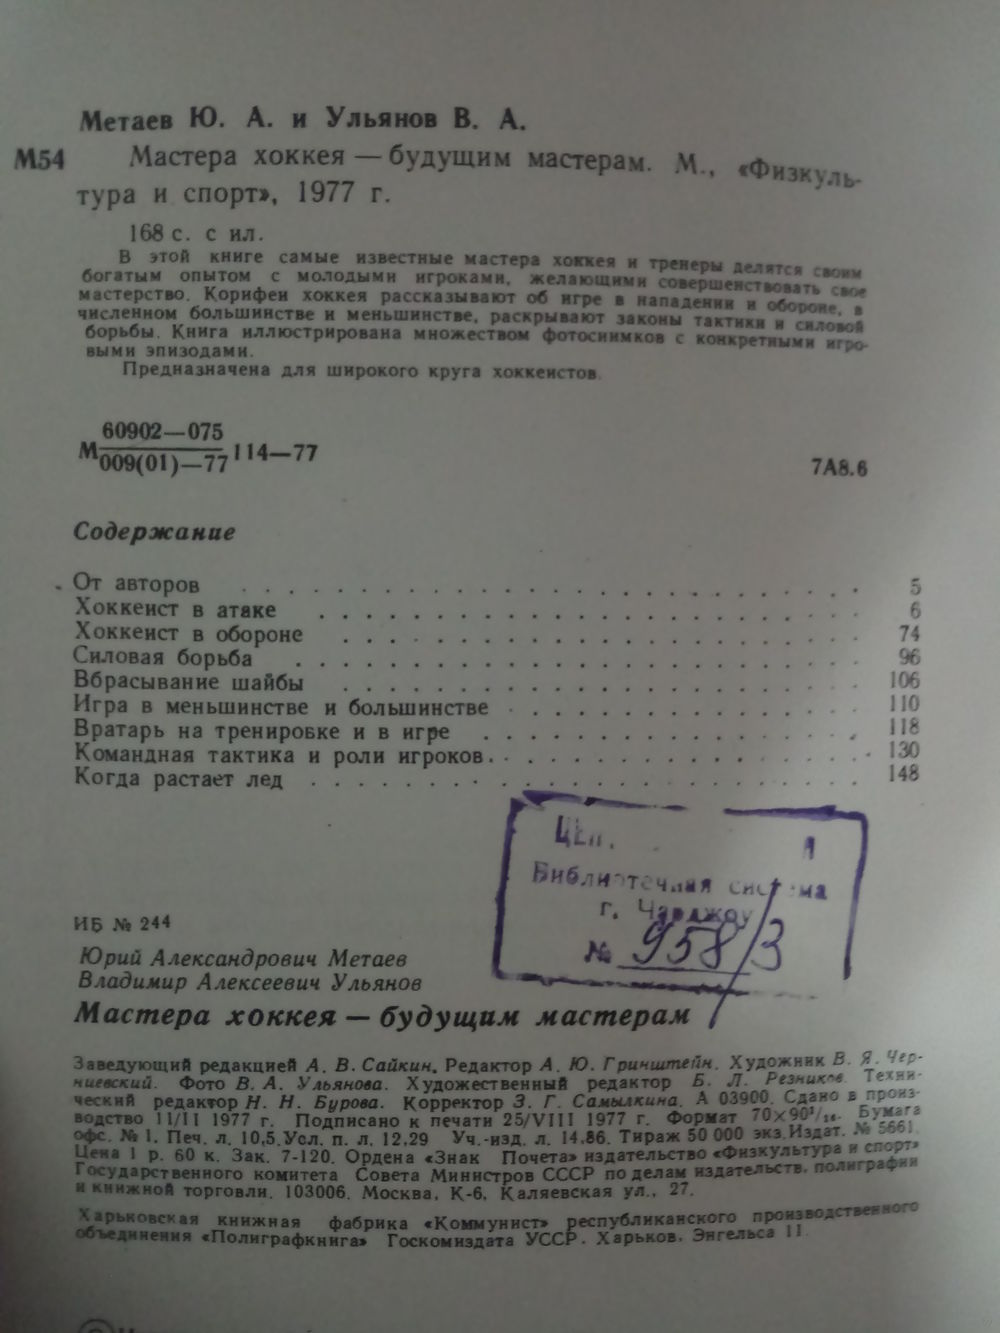 Метаев Ю. А. и Ульянов В. А.
М54 Мастера хоккея — будущим мастерам. М., «Физкуль-
тура и спорт», 1977 г.
168 с. с ил.
В этой книге самые известные мастера хоккея и тренеры делятся своим
богатым опытом с молодыми игроками, желающими совершенствовать свое
мастерство. Корифеи хоккея рассказывают об игре в нападении и обороне, в
численном большинстве и меньшинстве, раскрывают законы тактики и силовой
борьбы. Книга иллюстрирована множеством фотоснимков с конкретными игро-
выми эпизодами.
Предназначена для широкого круга хоккеистов.
60902—075
М 114—77
009(01)—77
7А8.6
Содержание
От авторов . . . . . . . . . . 5
Хоккеист в атаке . . . . . . . . . . 6
Хоккеист в обороне . . . . . . . . . . 74
Силовая борьба . . . . . . . . . . 96
Вбрасывание шайбы . . . . . . . . . . 106
Игра в меньшинстве и большинстве . . . . . . . . . . 110
Вратарь на тренировке и в игре . . . . . . . . . . 118
Командная тактика и роли игроков . . . . . . . . . . 130
Когда растает лед . . . . . . . . . . 148
Библиотечная система
г. Чарджоу
№ 958/3
ИБ № 244
Юрий Александрович Метаев
Владимир Алексеевич Ульянов
Мастера хоккея — будущим мастерам
Заведующий редакцией А. В. Сайкин. Редактор А. Ю. Гринштейн. Художник В. Я. Чер-
ниевский. Фото В. А. Ульянова. Художественный редактор Б. Л. Резников. Техни-
ческий редактор Н. Н. Бурова. Корректор З. Г. Самылкина. А 03900. Сдано в произ-
водство 11/II 1977 г. Подписано к печати 25/VIII 1977 г. Формат 70×90¹/₁₆. Бумага
офс. № 1. Печ. л. 10,5. Усл. п. л. 12,29 Уч.-изд. л. 14,86. Тираж 50 000 экз. Издат. № 5661.
Цена 1 р. 60 к. Зак. 7-120. Ордена «Знак Почета» издательство «Физкультура и спорт»
Государственного комитета Совета Министров СССР по делам издательств, полиграфии
и книжной торговли. 103006. Москва, К-6, Каляевская ул., 27.
Харьковская книжная фабрика «Коммунист» республиканского производственного
объединения «Полиграфкнига» Госкомиздата УССР. Харьков, Энгельса 11.